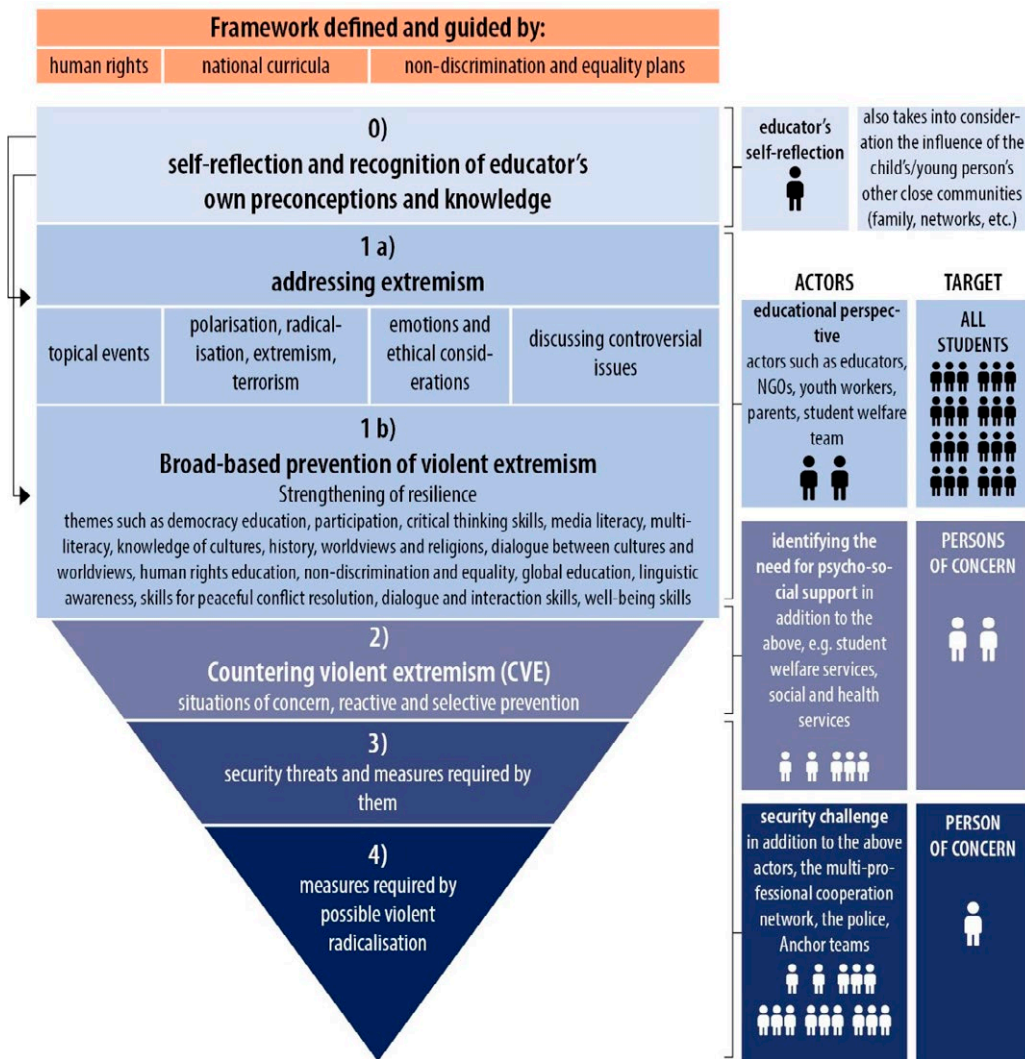 Framework defined and guided by:
human rights
national curricula
non-discrimination and equality plans
0)
self-reflection and recognition of educator's
own preconceptions and knowledge
educator's
self-reflection
also takes into consider-
ation the influence of the
child's/young person's
other close communities
(family, networks, etc.)
1 a)
addressing extremism
topical events
polarisation, radical-
isation, extremism,
terrorism
emotions and
ethical consid-
erations
discussing controversial
issues
1 b)
Broad-based prevention of violent extremism
Strengthening of resilience
themes such as democracy education, participation, critical thinking skills, media literacy, multi-
literacy, knowledge of cultures, history, worldviews and religions, dialogue between cultures and
worldviews, human rights education, non-discrimination and equality, global education, linguistic
awareness, skills for peaceful conflict resolution, dialogue and interaction skills, well-being skills
ACTORS
educational perspec-
tive
actors such as educators,
NGOs, youth workers,
parents, student welfare
team
TARGET
ALL
STUDENTS
2)
Countering violent extremism (CVE)
situations of concern, reactive and selective prevention
identifying the
need for psycho-so-
cial support in
addition to the
above, e.g. student
welfare services,
social and health
services
PERSONS
OF CONCERN
3)
security threats and measures required by
them
4)
measures required by
possible violent
radicalisation
security challenge
in addition to the above
actors, the multi-pro-
fessional cooperation
network, the police,
Anchor teams
PERSON
OF CONCERN